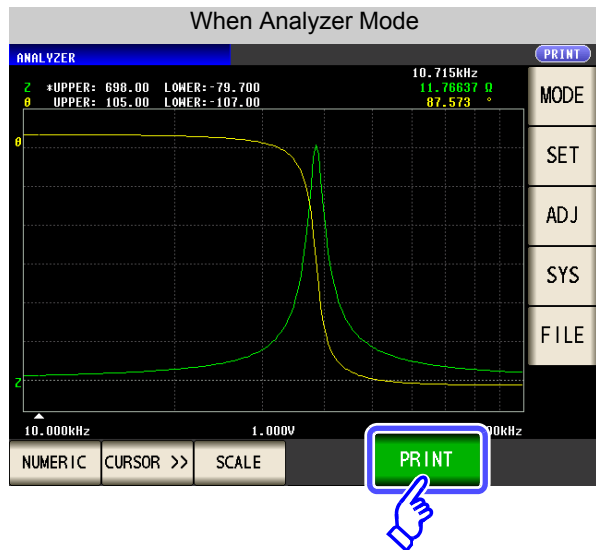 When Analyzer Mode
ANALYZER
PRINT
10.715kHz
Z *UPPER: 698.00 LOWER:-79.700 11.76637 Ω
θ UPPER: 105.00 LOWER:-107.00 87.573 °
MODE
SET
ADJ
SYS
FILE
θ
Z
10.000kHz 1.000V
NUMERIC CURSOR >> SCALE PRINT